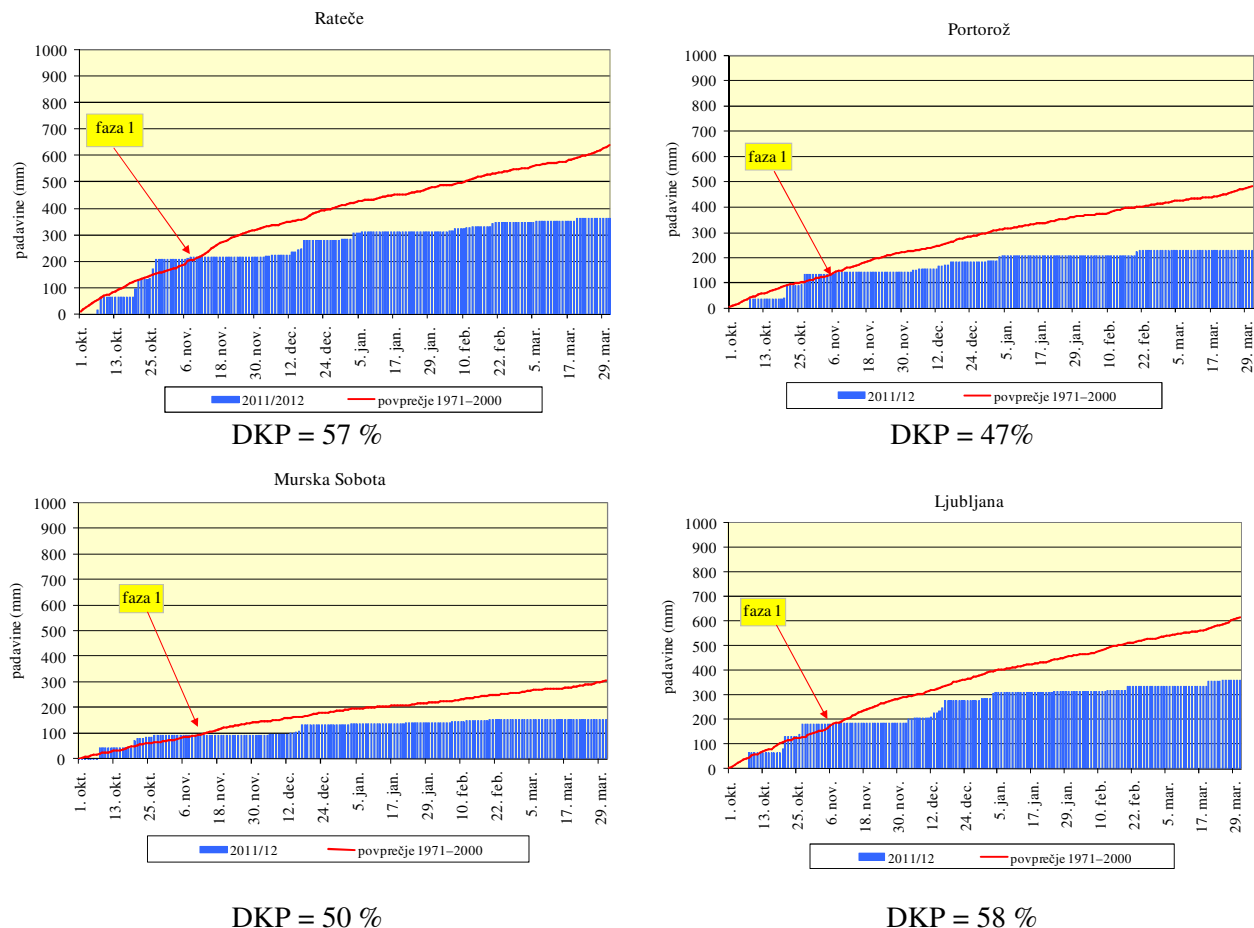 Rateče
1000
900
800
700
600
500
400
300
200
100
0
padavine (mm)
faza 1
1. okt.
13. okt.
25. okt.
6. nov.
18. nov.
30. nov.
12. dec.
24. dec.
5. jan.
17. jan.
29. jan.
10. feb.
22. feb.
5. mar.
17. mar.
29. mar.
2011/2012 povprečje 1971–2000
DKP = 57 %
Portorož
1000
900
800
700
600
500
400
300
200
100
0
padavine (mm)
faza 1
1. okt.
13. okt.
25. okt.
6. nov.
18. nov.
30. nov.
12. dec.
24. dec.
5. jan.
17. jan.
29. jan.
10. feb.
22. feb.
5. mar.
17. mar.
29. mar.
2011/12 povprečje 1971–2000
DKP = 47%
Murska Sobota
1000
900
800
700
600
500
400
300
200
100
0
padavine (mm)
faza 1
1. okt.
13. okt.
25. okt.
6. nov.
18. nov.
30. nov.
12. dec.
24. dec.
5. jan.
17. jan.
29. jan.
10. feb.
22. feb.
5. mar.
17. mar.
29. mar.
2011/12 povprečje 1971–2000
DKP = 50 %
Ljubljana
1000
900
800
700
600
500
400
300
200
100
0
padavine (mm)
faza 1
1. okt.
13. okt.
25. okt.
6. nov.
18. nov.
30. nov.
12. dec.
24. dec.
5. jan.
17. jan.
29. jan.
10. feb.
22. feb.
5. mar.
17. mar.
29. mar.
2011/12 povprečje 1971–2000
DKP = 58 %